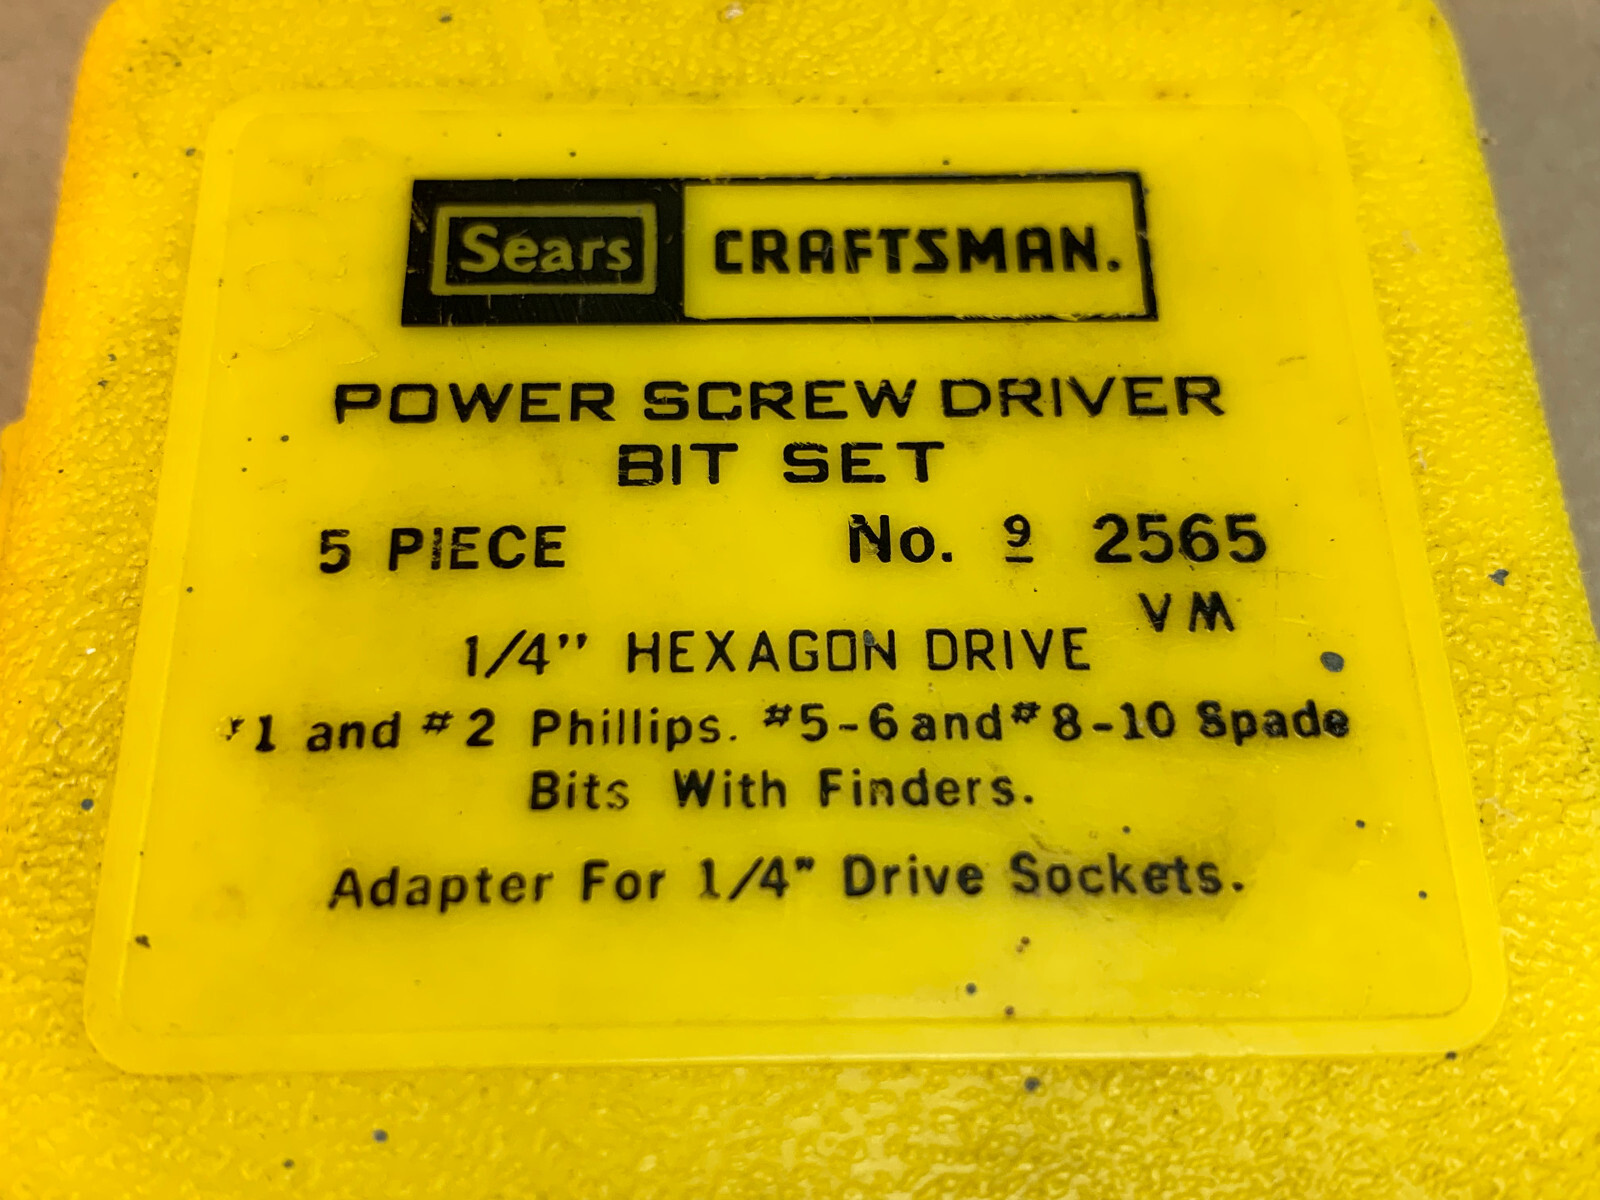 Sears CRAFTSMAN.
POWER SCREW DRIVER
BIT SET
5 PIECE No. 9 2565
VM
1/4" HEXAGON DRIVE
#1 and #2 Phillips. #5-6 and #8-10 Spade
Bits With Finders.
Adapter For 1/4" Drive Sockets.